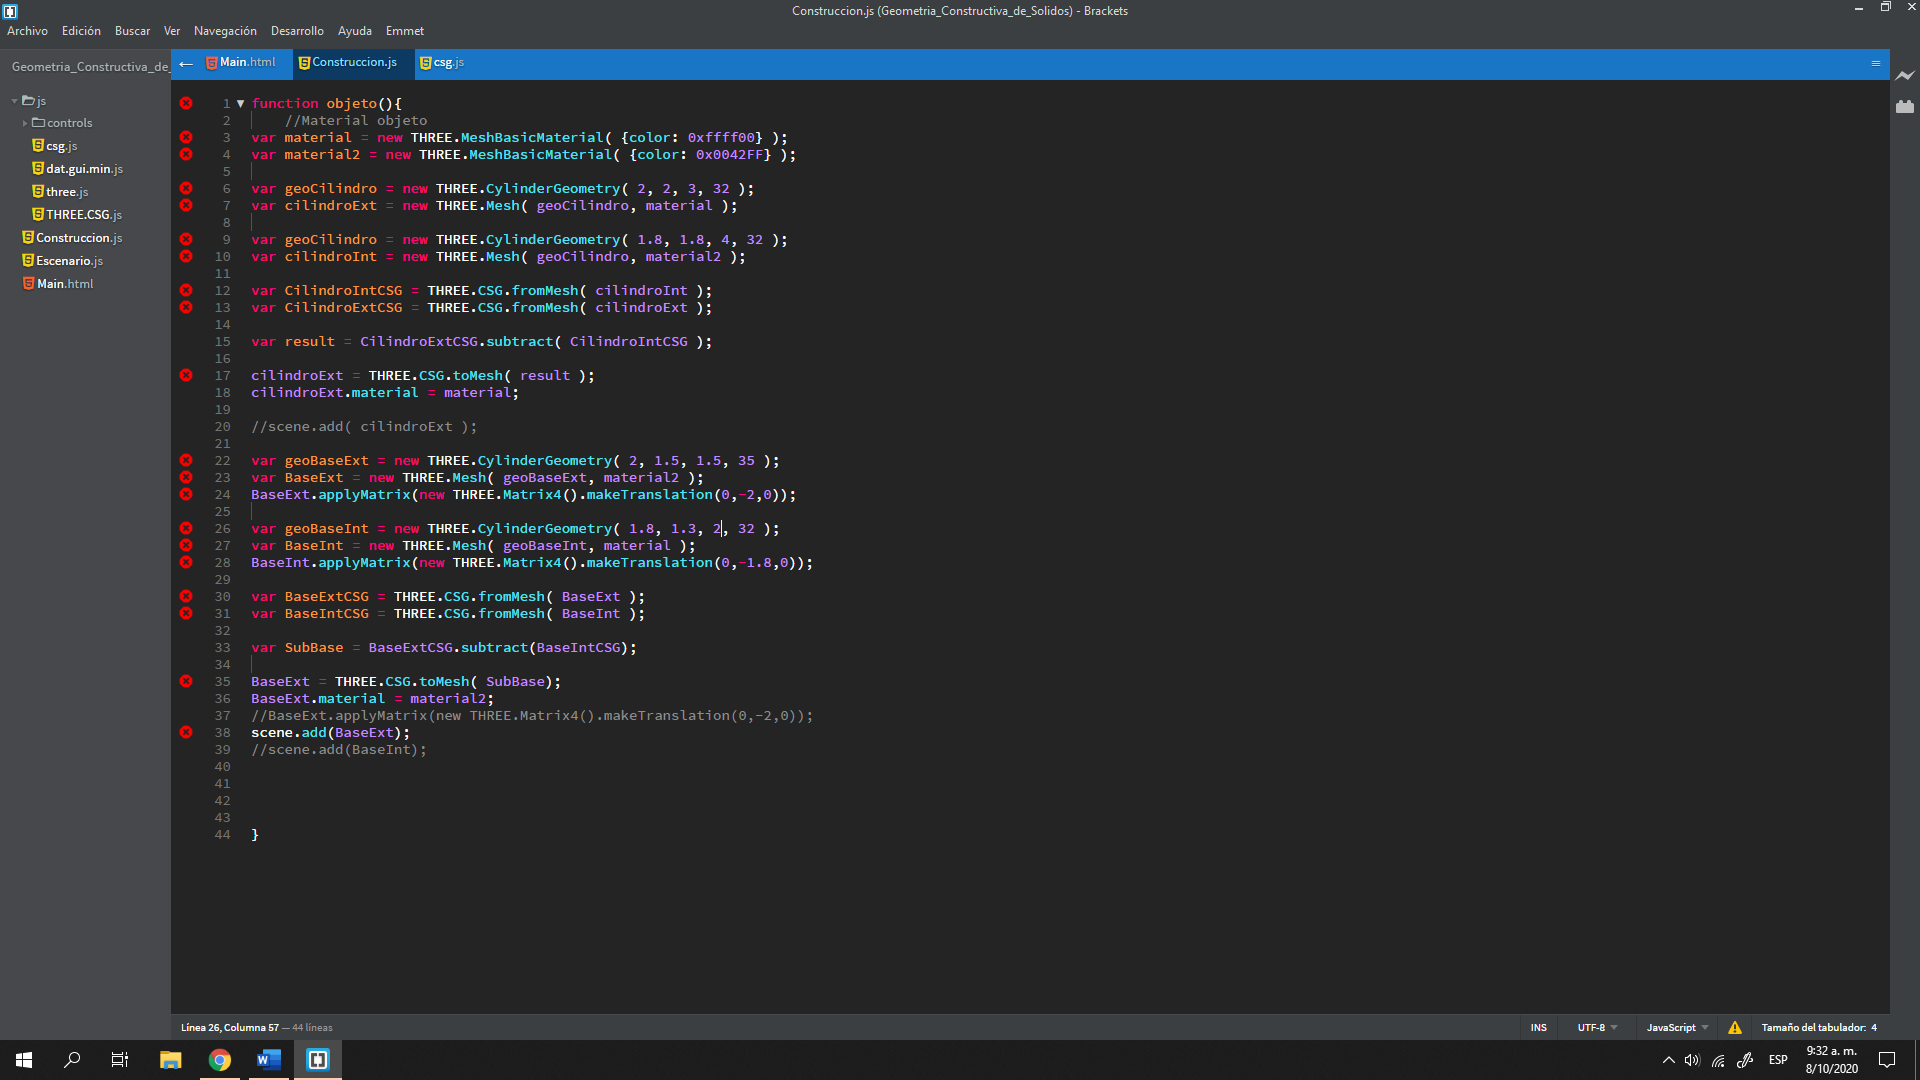 Construccion.js (Geometria_Constructiva_de_Solidos) - Brackets
Archivo Edición Buscar Ver Navegación Desarrollo Ayuda Emmet
Geometria_Constructiva_de_
js
controls
csg.js
dat.gui.min.js
three.js
THREE.CSG.js
Construccion.js
Escenario.js
Main.html
Main.html Construccion.js csg.js
1 function objeto(){
2 //Material objeto
3 var material = new THREE.MeshBasicMaterial( {color: 0xffff00} );
4 var material2 = new THREE.MeshBasicMaterial( {color: 0x0042FF} );
5
6 var geoCilindro = new THREE.CylinderGeometry( 2, 2, 3, 32 );
7 var cilindroExt = new THREE.Mesh( geoCilindro, material );
8
9 var geoCilindro = new THREE.CylinderGeometry( 1.8, 1.8, 4, 32 );
10 var cilindroInt = new THREE.Mesh( geoCilindro, material2 );
11
12 var CilindroIntCSG = THREE.CSG.fromMesh( cilindroInt );
13 var CilindroExtCSG = THREE.CSG.fromMesh( cilindroExt );
14
15 var result = CilindroExtCSG.subtract( CilindroIntCSG );
16
17 cilindroExt = THREE.CSG.toMesh( result );
18 cilindroExt.material = material;
19
20 //scene.add( cilindroExt );
21
22 var geoBaseExt = new THREE.CylinderGeometry( 2, 1.5, 1.5, 35 );
23 var BaseExt = new THREE.Mesh( geoBaseExt, material2 );
24 BaseExt.applyMatrix(new THREE.Matrix4().makeTranslation(0,-2,0));
25
26 var geoBaseInt = new THREE.CylinderGeometry( 1.8, 1.3, 2, 32 );
27 var BaseInt = new THREE.Mesh( geoBaseInt, material );
28 BaseInt.applyMatrix(new THREE.Matrix4().makeTranslation(0,-1.8,0));
29
30 var BaseExtCSG = THREE.CSG.fromMesh( BaseExt );
31 var BaseIntCSG = THREE.CSG.fromMesh( BaseInt );
32
33 var SubBase = BaseExtCSG.subtract(BaseIntCSG);
34
35 BaseExt = THREE.CSG.toMesh( SubBase);
36 BaseExt.material = material2;
37 //BaseExt.applyMatrix(new THREE.Matrix4().makeTranslation(0,-2,0));
38 scene.add(BaseExt);
39 //scene.add(BaseInt);
40
41
42
43
44 }
Línea 26, Columna 57 — 44 líneas
INS UTF-8 JavaScript Tamaño del tabulador: 4
ESP
9:32 a. m.
8/10/2020